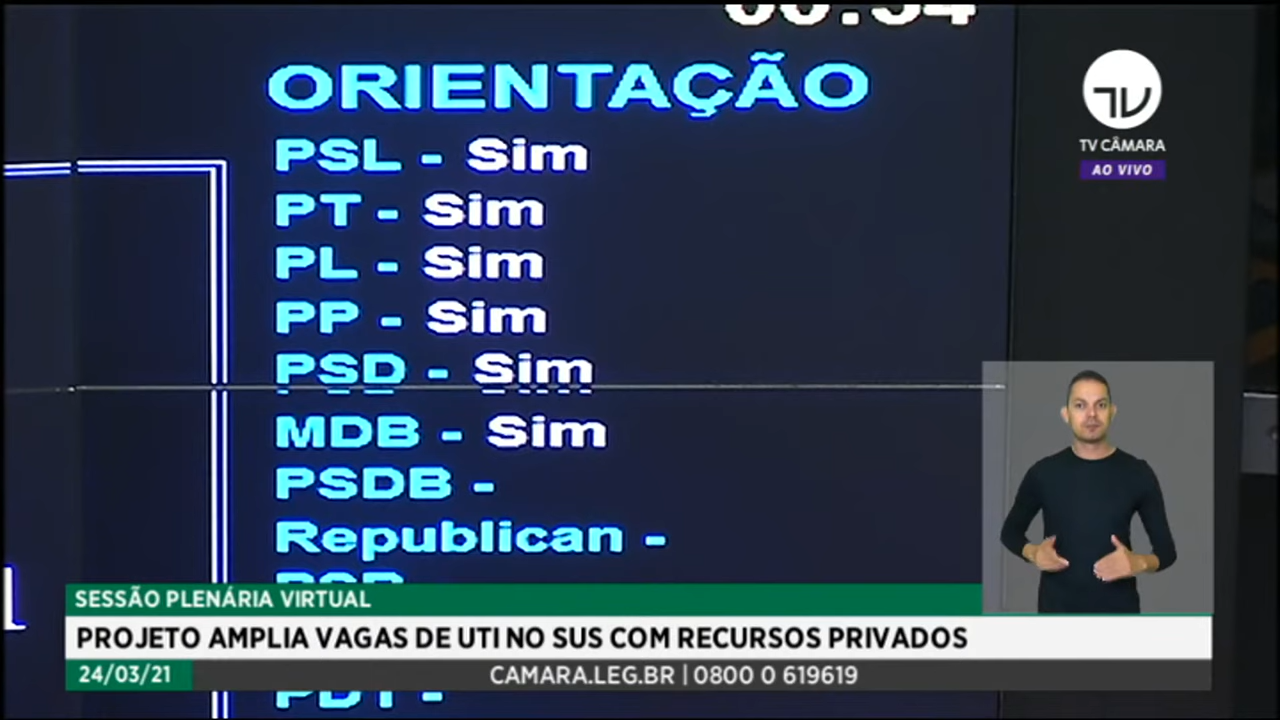 ORIENTAÇÃO
PSL - Sim
PT - Sim
PL - Sim
PP - Sim
PSD - Sim
MDB - Sim
PSDB -
Republican -
PDT -
TV CÂMARA
AO VIVO
SESSÃO PLENÁRIA VIRTUAL
PROJETO AMPLIA VAGAS DE UTI NO SUS COM RECURSOS PRIVADOS
24/03/21
CAMARA.LEG.BR | 0800 0 619619